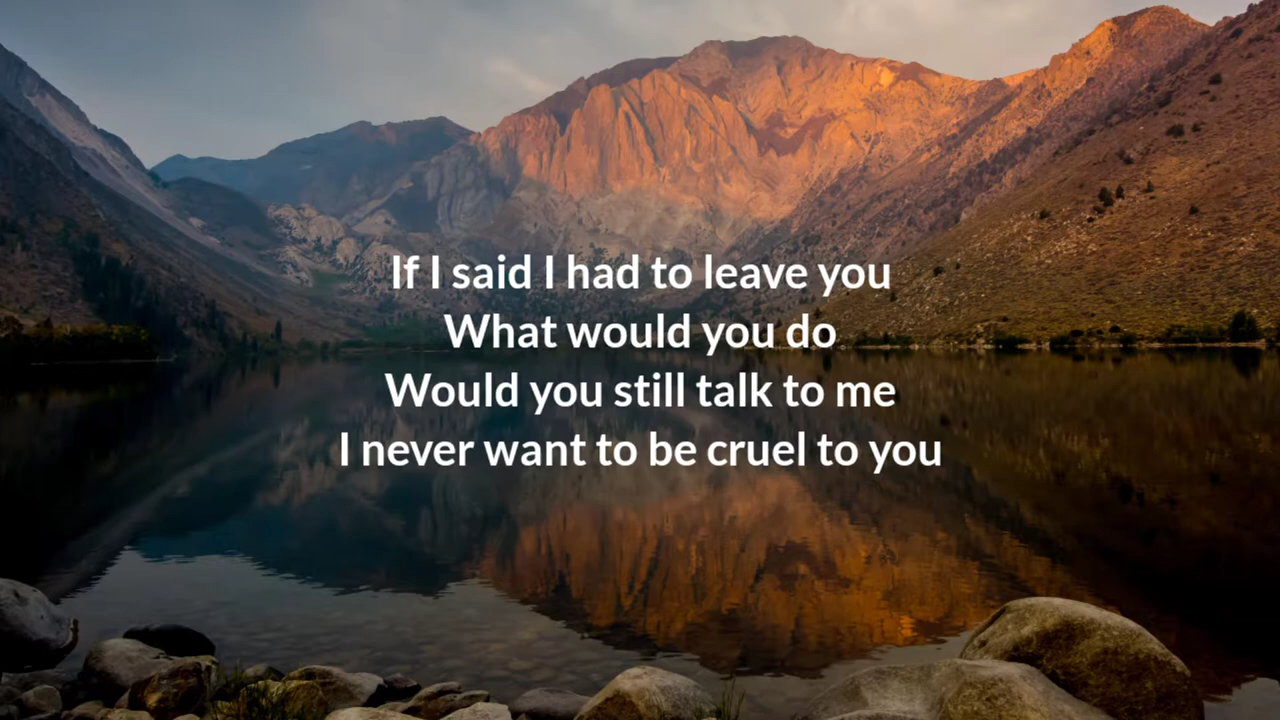 If I said I had to leave you
What would you do
Would you still talk to me
I never want to be cruel to you